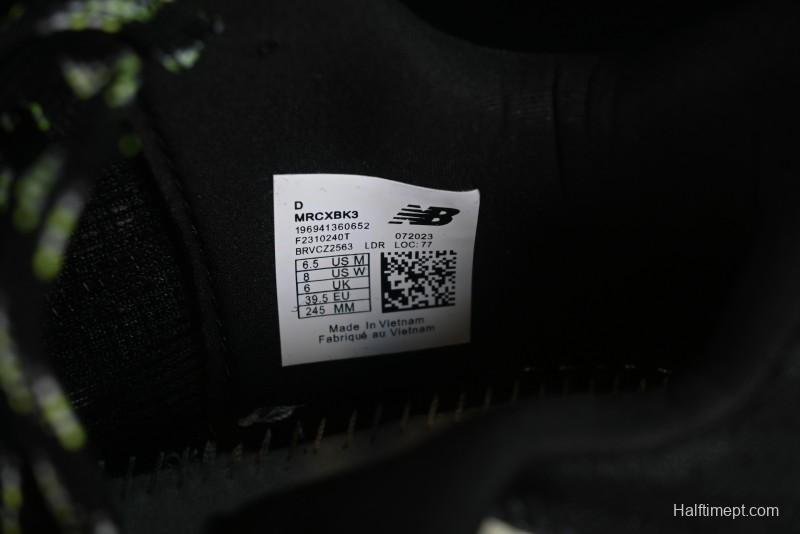 D
MRCXBK3
196941360652
F2310240T 072023
BRVCZ2563 LDR LOC: 77
NB
6.5 US M
8 US W
6 UK
39.5 EU
245 MM
Made In Vietnam
Fabriqué au Vietnam
Halftimept.com